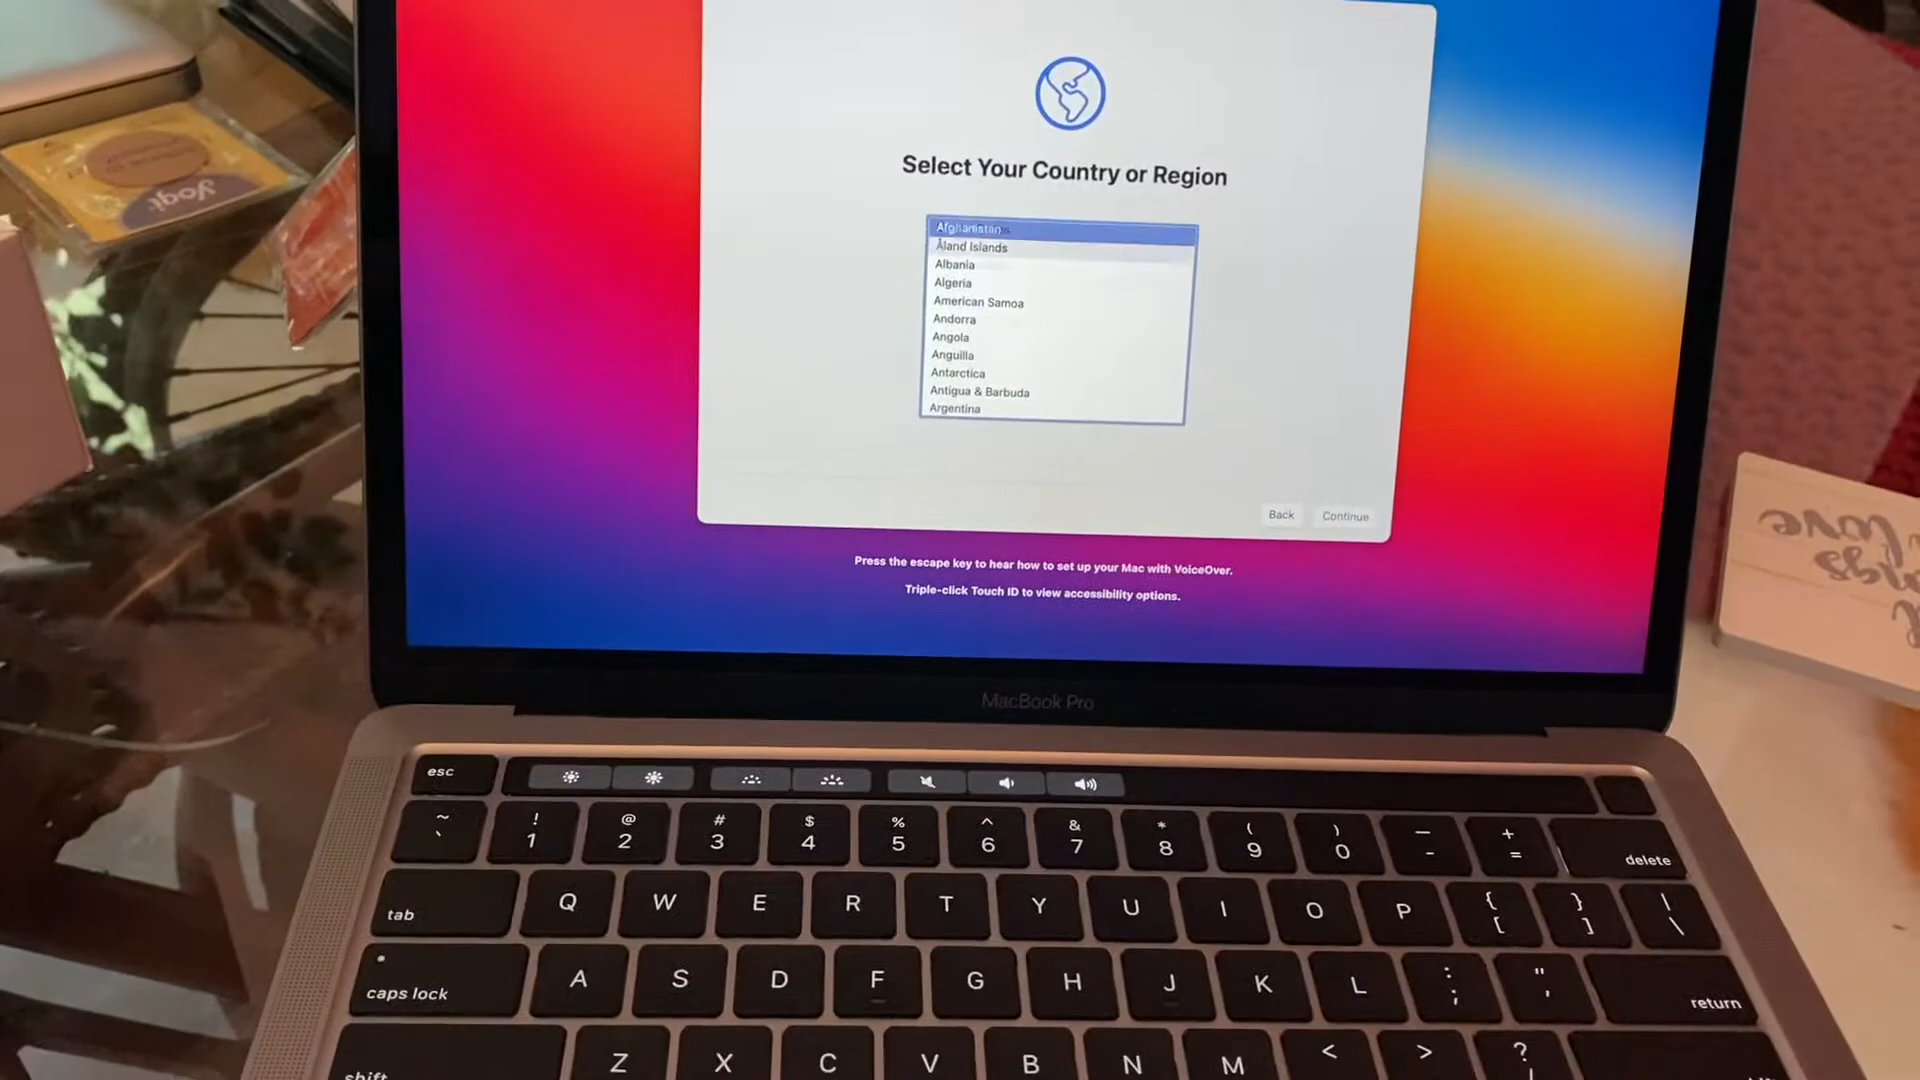 yogi
Select Your Country or Region
Afghanistan
Åland Islands
Albania
Algeria
American Samoa
Andorra
Angola
Anguilla
Antarctica
Antigua & Barbuda
Argentina
Back Continue
Press the escape key to hear how to set up your Mac with VoiceOver.
Triple-click Touch ID to view accessibility options.
love
MacBook Pro
esc
~ ! @ # $ % ^ & * ( ) — +
` 1 2 3 4 5 6 7 8 9 0 - = delete
tab Q W E R T Y U I O P { [ } ] | \
caps lock A S D F G H J K L : ; " ' return
shift Z X C V B N M < > ?